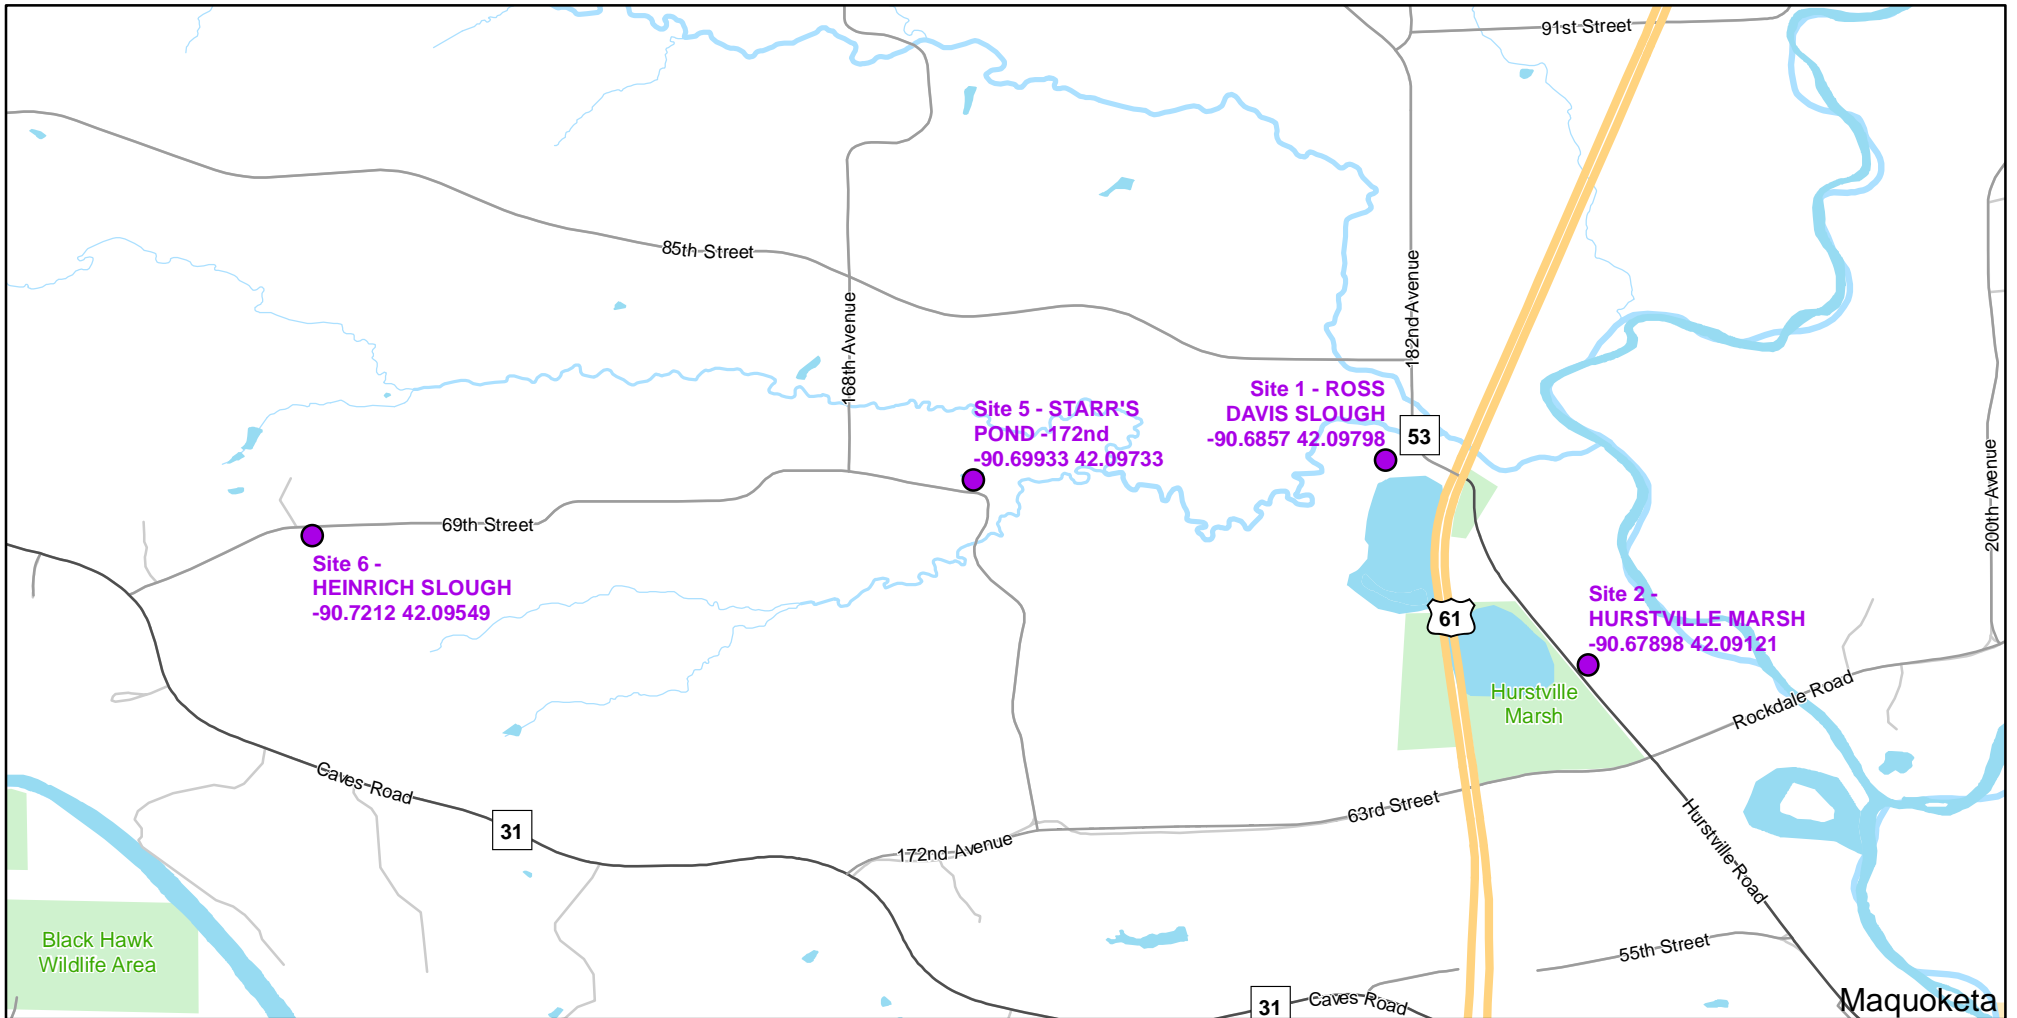 91st Street
85th Street
168th Avenue
182nd Avenue
Site 1 - ROSS
DAVIS SLOUGH
-90.6857 42.09798
53
Site 5 - STARR'S
POND -172nd
-90.69933 42.09733
200th Avenue
69th Street
Site 6 -
HEINRICH SLOUGH
-90.7212 42.09549
Site 2 -
HURSTVILLE MARSH
-90.67898 42.09121
61
Hurstville
Marsh
Rockdale Road
Caves Road
31
63rd Street
172nd Avenue
Hurstville Road
Black Hawk
Wildlife Area
55th Street
31
Caves Road
Maquoketa